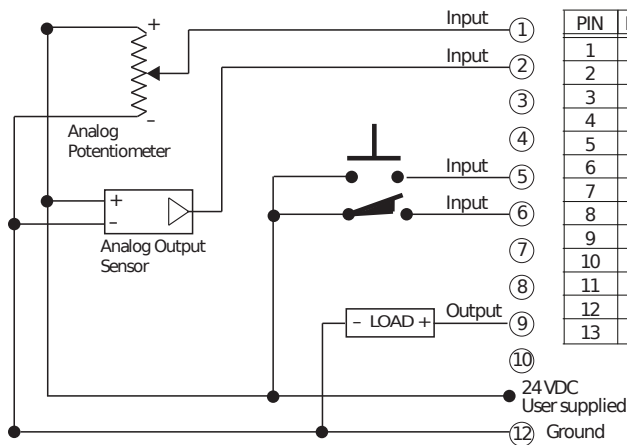 Input
1
+
Input
2
3
–
Analog
Potentiometer
4
Input
5
+
–
Input
6
Analog Output
Sensor
7
8
– LOAD +
Output
9
10
24 VDC
User supplied
12 Ground
PIN
1
2
3
4
5
6
7
8
9
10
11
12
13